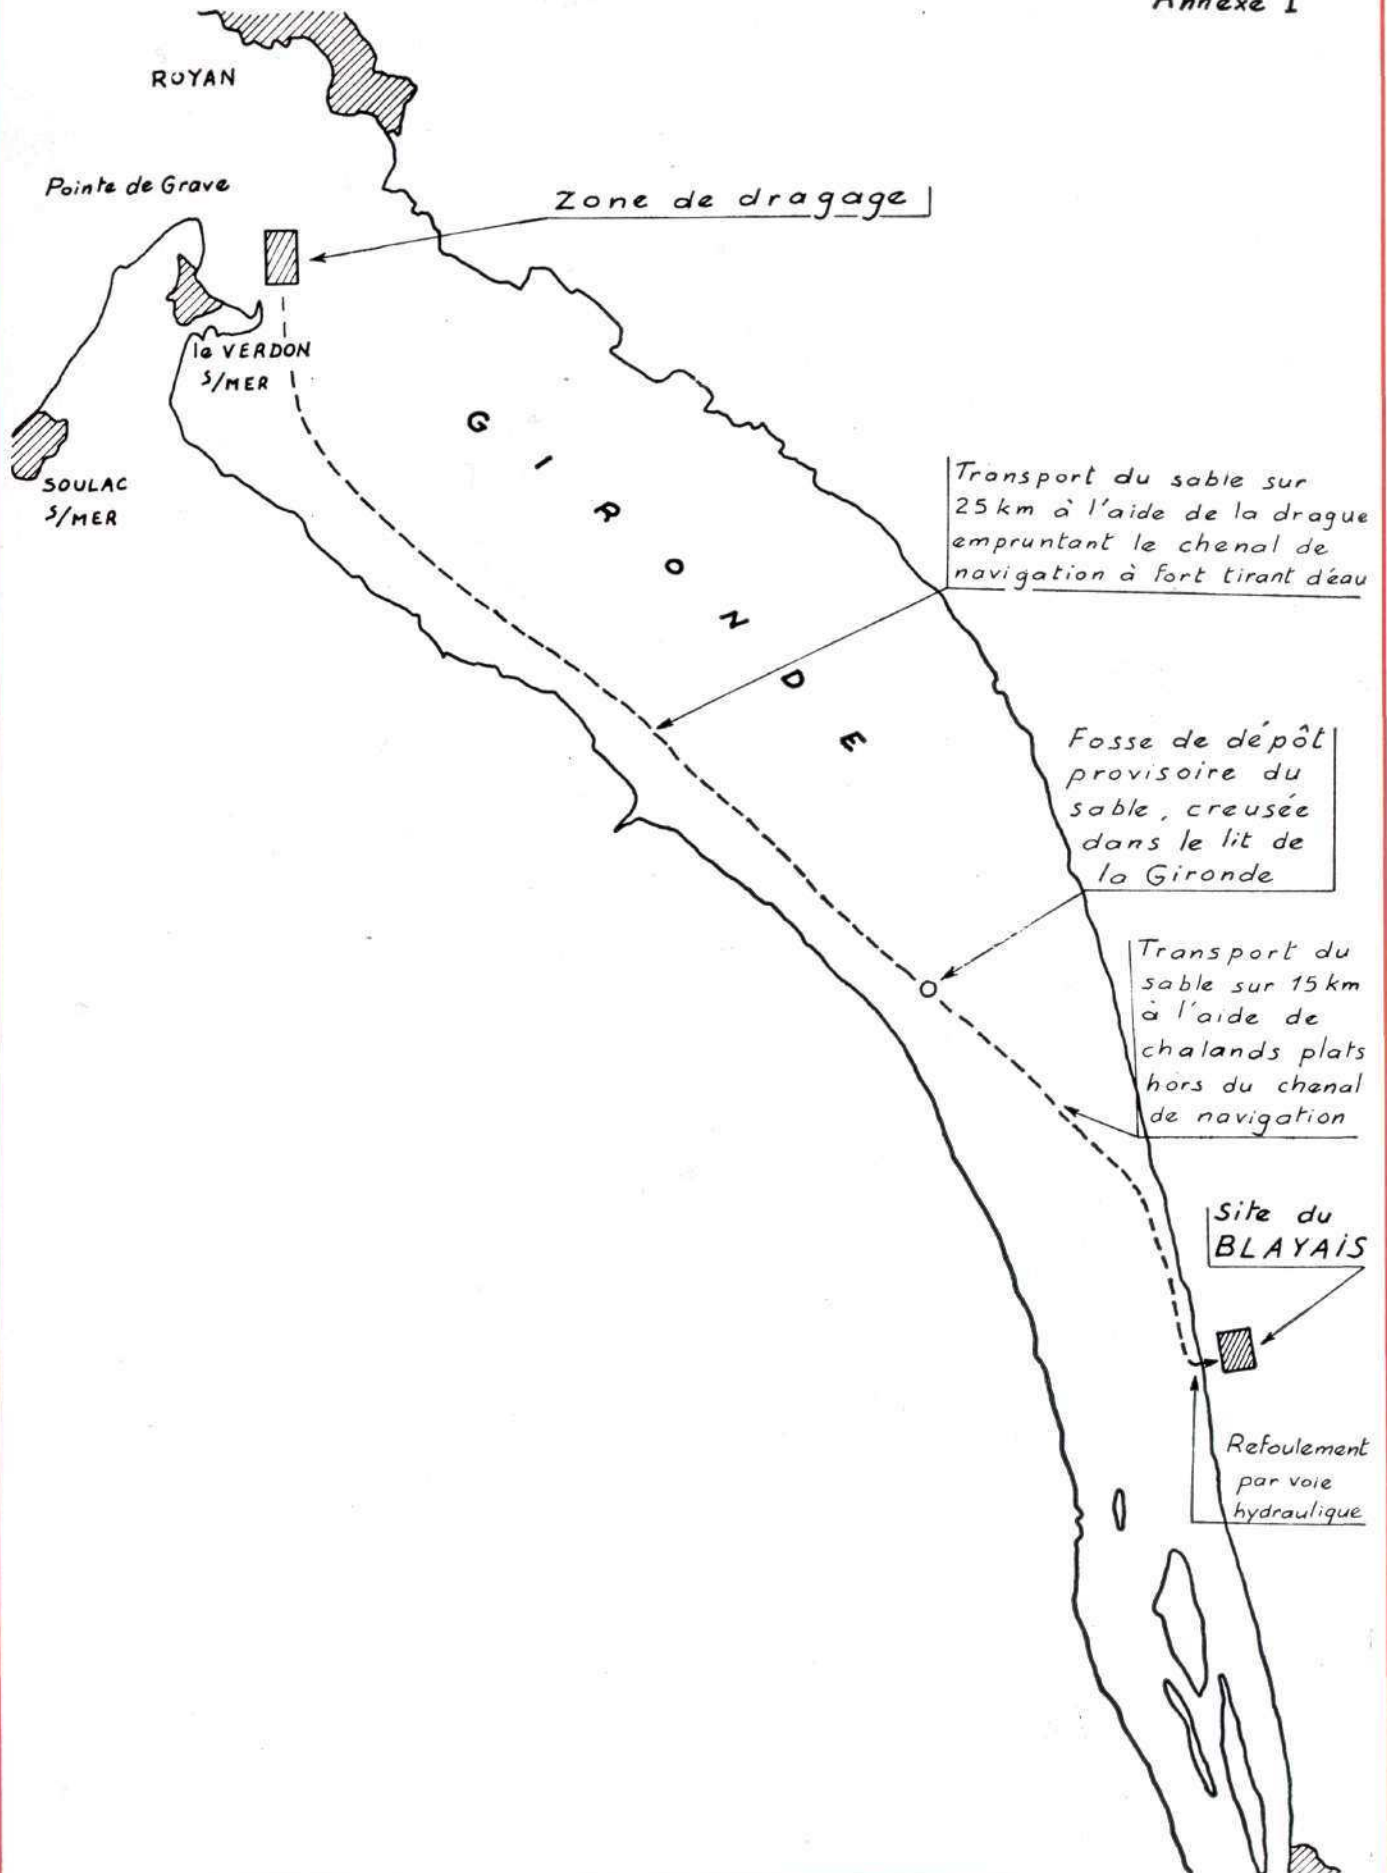 Annexe I
ROYAN
Pointe de Grave
Zone de dragage
le VERDON
S/MER
SOULAC
S/MER
GIRONDE
Transport du sable sur
25 km à l'aide de la drague
empruntant le chenal de
navigation à fort tirant d'eau
Fosse de dépôt
provisoire du
sable, creusée
dans le lit de
la Gironde
Transport du
sable sur 15 km
à l'aide de
chalands plats
hors du chenal
de navigation
Site du
BLAYAIS
Refoulement
par voie
hydraulique